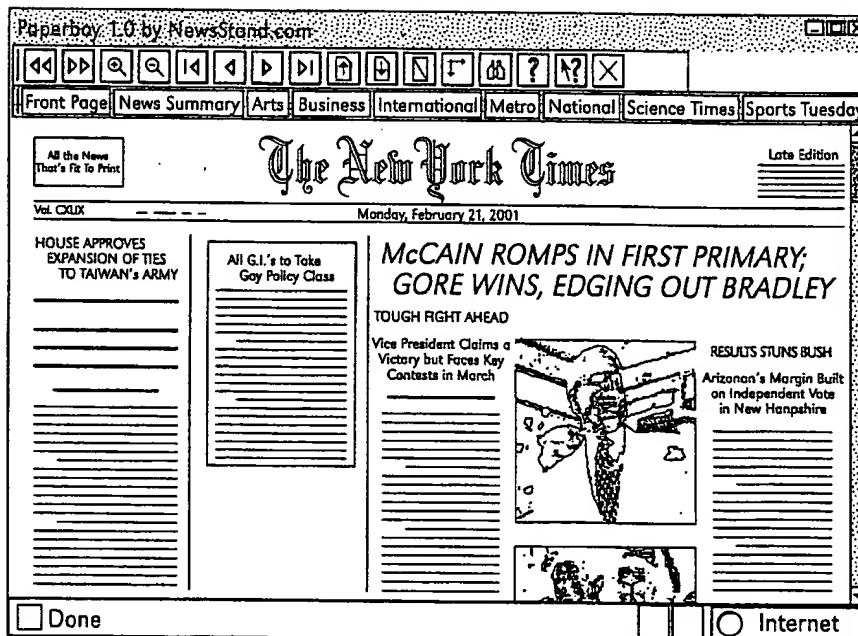 Paperboy 1.0 by NewsStand.com
Front Page News Summary Arts Business International Metro National Science Times Sports Tuesday
All the News
That's Fit To Print
The New York Times
Late Edition
Vol. CXLIX
Monday, February 21, 2001
HOUSE APPROVES
EXPANSION OF TIES
TO TAIWAN's ARMY
All G.I.'s to Take
Gay Policy Class
McCAIN ROMPS IN FIRST PRIMARY;
GORE WINS, EDGING OUT BRADLEY
TOUGH FIGHT AHEAD
Vice President Claims a
Victory but Faces Key
Contests in March
RESULTS STUNS BUSH
Arizonan's Margin Built
on Independent Vote
in New Hanpshire
Done
Internet